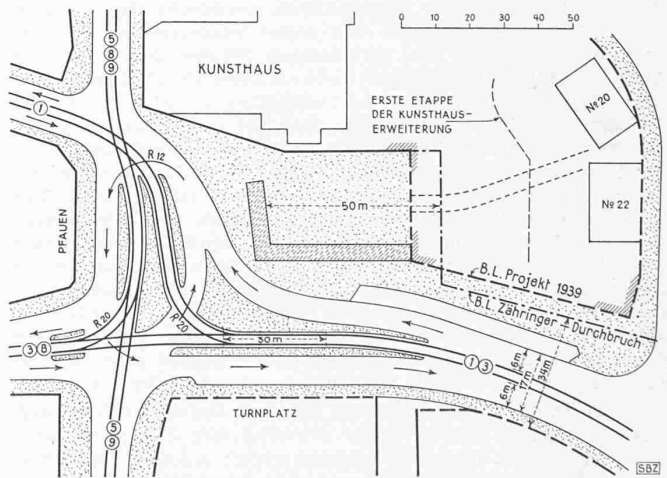 0 10 20 30 40 50
5
8
9
KUNSTHAUS
No 20
1
ERSTE ETAPPE
DER KUNSTHAUS-
ERWEITERUNG
R 12
50 m
No 22
PFAUEN
B.L. Projekt 1939
B.L. Zähringer-Durchbruch
R 20
R 20
3 8
30 m
1 3
6m
6m
17m
34m
TURNPLATZ
5
9
SBZ